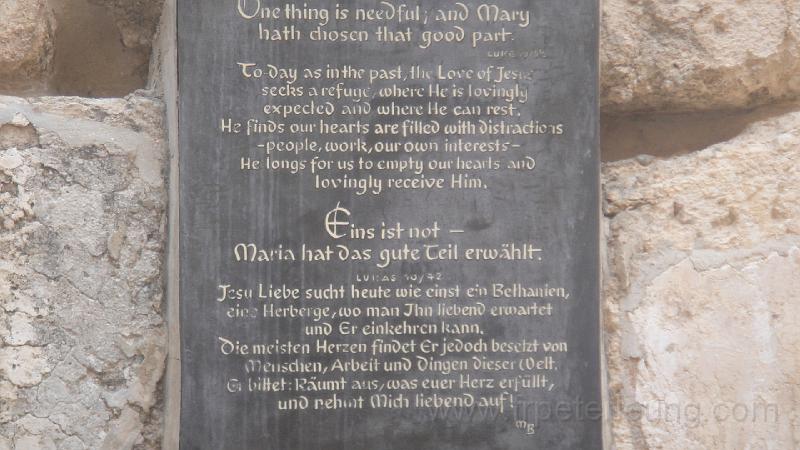 One thing is needful; and Mary
hath chosen that good part.
LUKE
To-day as in the past, the Love of Jesus
seeks a refuge, where He is lovingly
expected and where He can rest.
He finds our hearts are filled with distractions
-people, work, our own interests-
He longs for us to empty our hearts and
lovingly receive Him.
Eins ist not —
Maria hat das gute Teil erwählt.
LUKAS 10/42
Jesu Liebe sucht heute wie einst ein Bethanien,
eine Herberge, wo man Ihn liebend erwartet
und Er einkehren kann.
Die meisten Herzen findet Er jedoch besetzt von
Menschen, Arbeit und Dingen dieser Welt.
Er bittet: Räumt aus, was euer Herz erfüllt,
und nehmt Mich liebend auf!
www.frpeterleung.com
MB